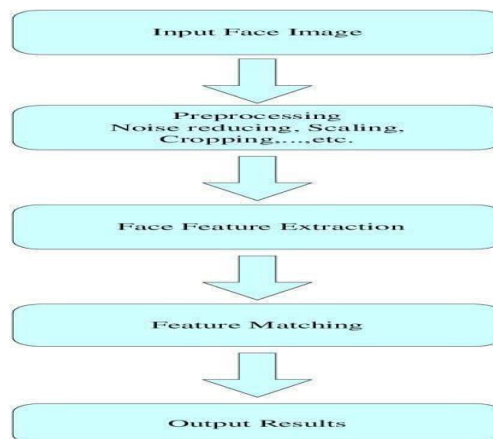 Input Face Image
Preprocessing
Noise reducing, Scaling,
Cropping,...,etc.
Face Feature Extraction
Feature Matching
Output Results